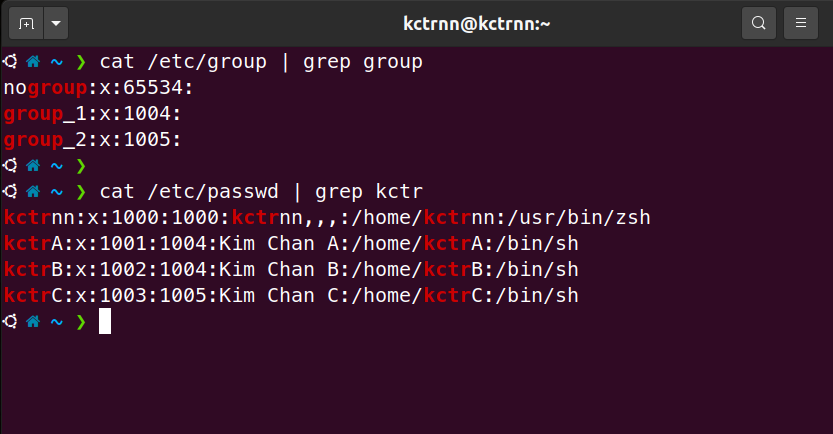 kctrnn@kctrnn:~
~ ❯ cat /etc/group | grep group
nogroup:x:65534:
group_1:x:1004:
group_2:x:1005:
~ ❯
~ ❯ cat /etc/passwd | grep kctr
kctrnn:x:1000:1000:kctrnn,,,:/home/kctrnn:/usr/bin/zsh
kctrA:x:1001:1004:Kim Chan A:/home/kctrA:/bin/sh
kctrB:x:1002:1004:Kim Chan B:/home/kctrB:/bin/sh
kctrC:x:1003:1005:Kim Chan C:/home/kctrC:/bin/sh
~ ❯